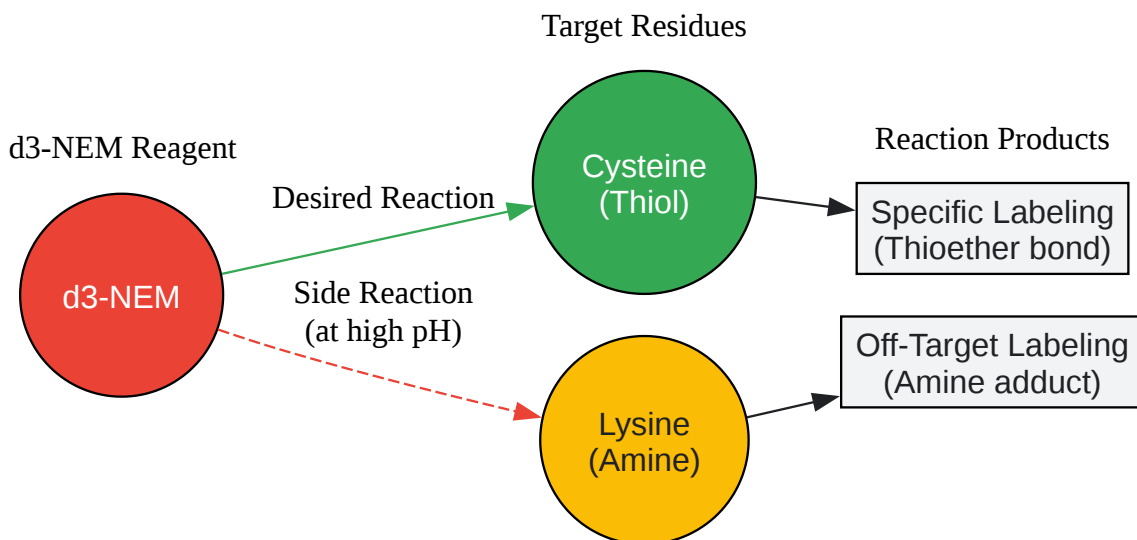 Target Residues
d3-NEM Reagent
Reaction Products
Cysteine
(Thiol)
Desired Reaction
Specific Labeling
(Thioether bond)
d3-NEM
Side Reaction
(at high pH)
Off-Target Labeling
(Amine adduct)
Lysine
(Amine)